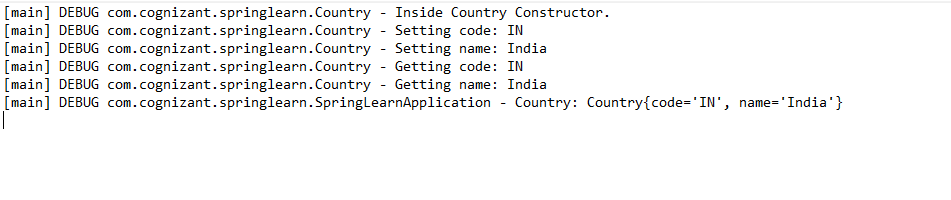 [main] DEBUG com.cognizant.springlearn.Country - Inside Country Constructor.
[main] DEBUG com.cognizant.springlearn.Country - Setting code: IN
[main] DEBUG com.cognizant.springlearn.Country - Setting name: India
[main] DEBUG com.cognizant.springlearn.Country - Getting code: IN
[main] DEBUG com.cognizant.springlearn.Country - Getting name: India
[main] DEBUG com.cognizant.springlearn.SpringLearnApplication - Country: Country{code='IN', name='India'}